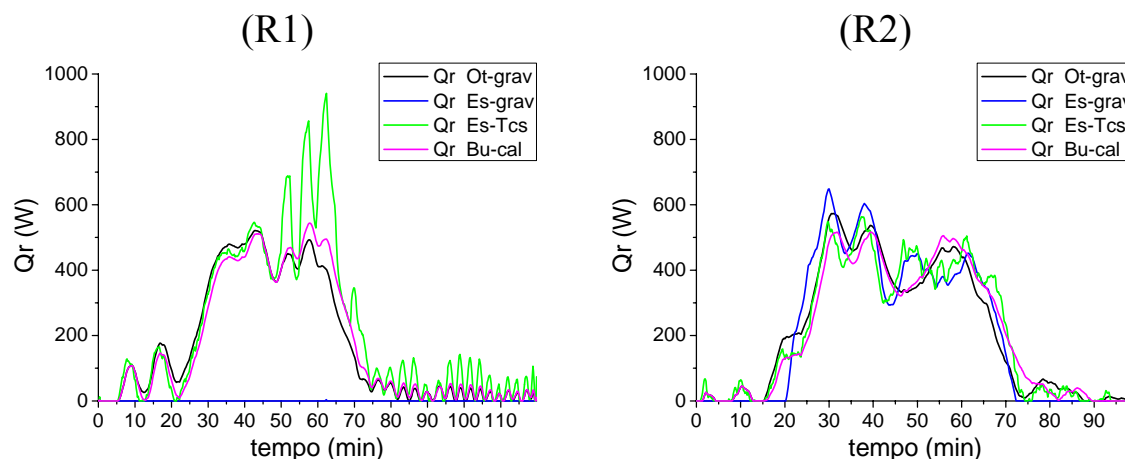 (R1)
1000
800
600
400
200
0
Qr (W)
0 10 20 30 40 50 60 70 80 90 100 110
tempo (min)
Qr Ot-grav
Qr Es-grav
Qr Es-Tcs
Qr Bu-cal
(R2)
1000
800
600
400
200
0
Qr (W)
0 10 20 30 40 50 60 70 80 90
tempo (min)
Qr Ot-grav
Qr Es-grav
Qr Es-Tcs
Qr Bu-cal